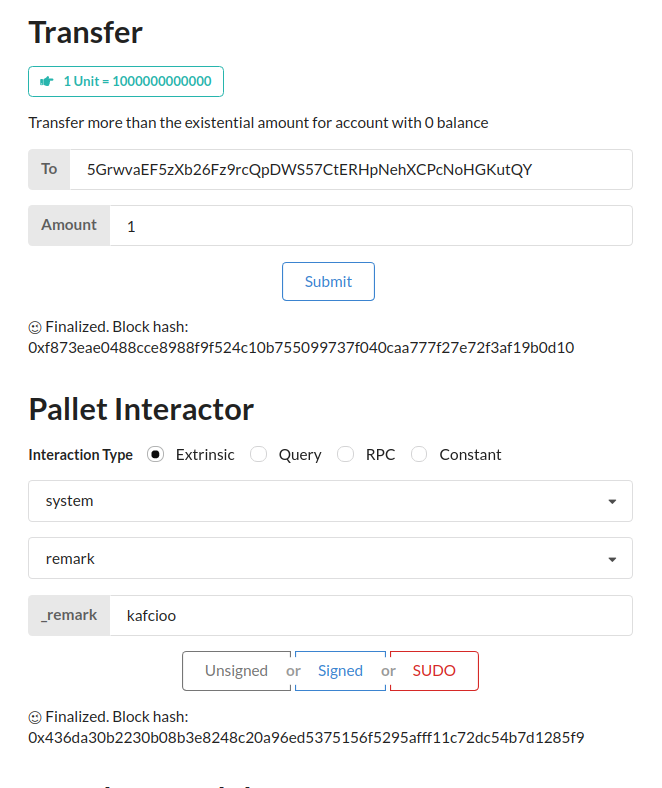 Transfer
1 Unit = 1000000000000
Transfer more than the existential amount for account with 0 balance
To 5GrwvaEF5zXb26Fz9rcQpDWS57CtERHpNehXCPcNoHGKutQY
Amount 1
Submit
Finalized. Block hash:
0xf873eae0488cce8988f9f524c10b755099737f040caa777f27e72f3af19b0d10
Pallet Interactor
Interaction Type Extrinsic Query RPC Constant
system
remark
_remark kafcioo
Unsigned or Signed or SUDO
Finalized. Block hash:
0x436da30b2230b08b3e8248c20a96ed5375156f5295afff11c72dc54b7d1285f9